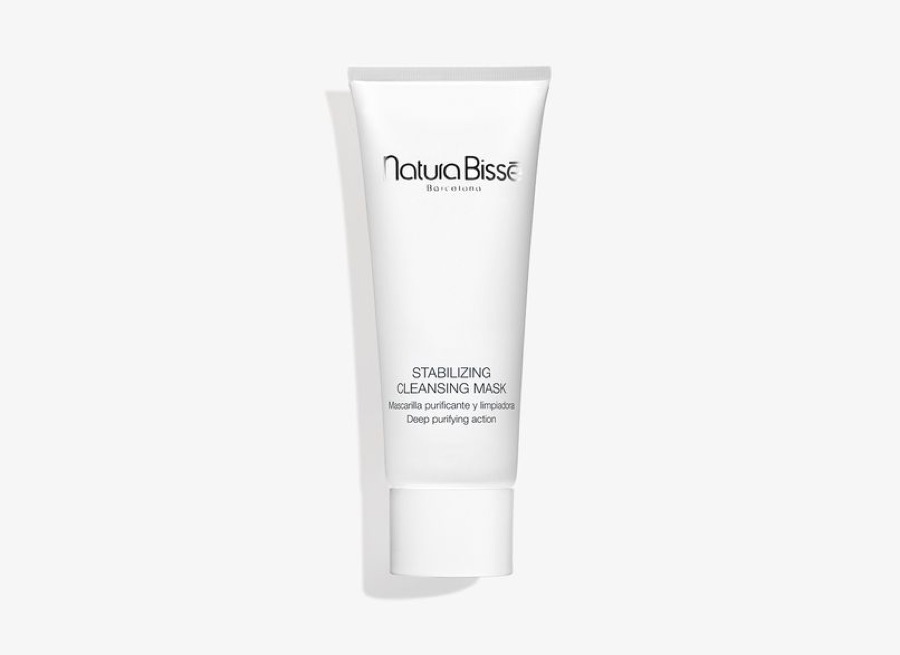 Natura Bissé
Barcelona
STABILIZING
CLEANSING MASK
Mascarilla purificante y limpiadora
Deep purifying action